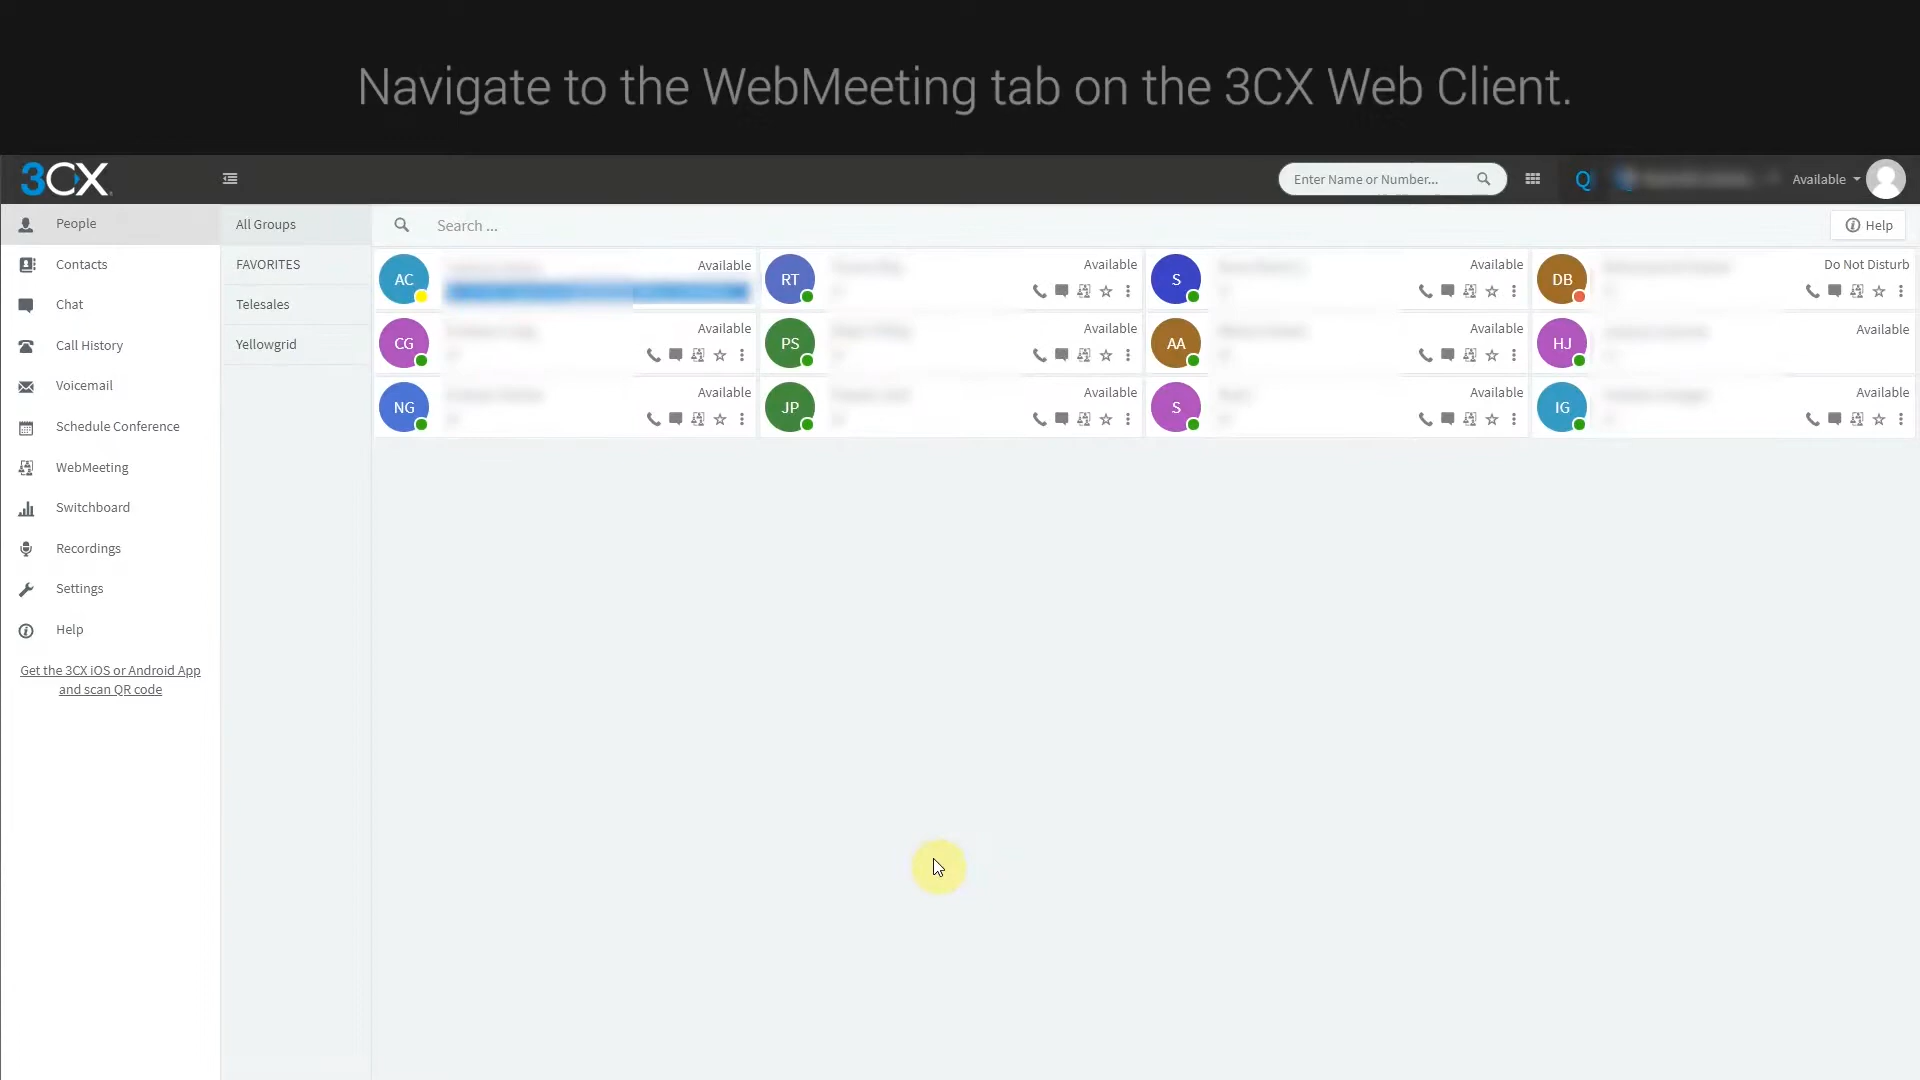 Navigate to the WebMeeting tab on the 3CX Web Client.
3CX
Enter Name or Number...
Q
Available
People
Contacts
Chat
Call History
Voicemail
Schedule Conference
WebMeeting
Switchboard
Recordings
Settings
Help
Get the 3CX iOS or Android App
and scan QR code
All Groups
FAVORITES
Telesales
Yellowgrid
Search ...
Help
AC
Available
RT
Available
S
Available
DB
Do Not Disturb
CG
Available
PS
Available
AA
Available
HJ
Available
NG
Available
JP
Available
S
Available
IG
Available